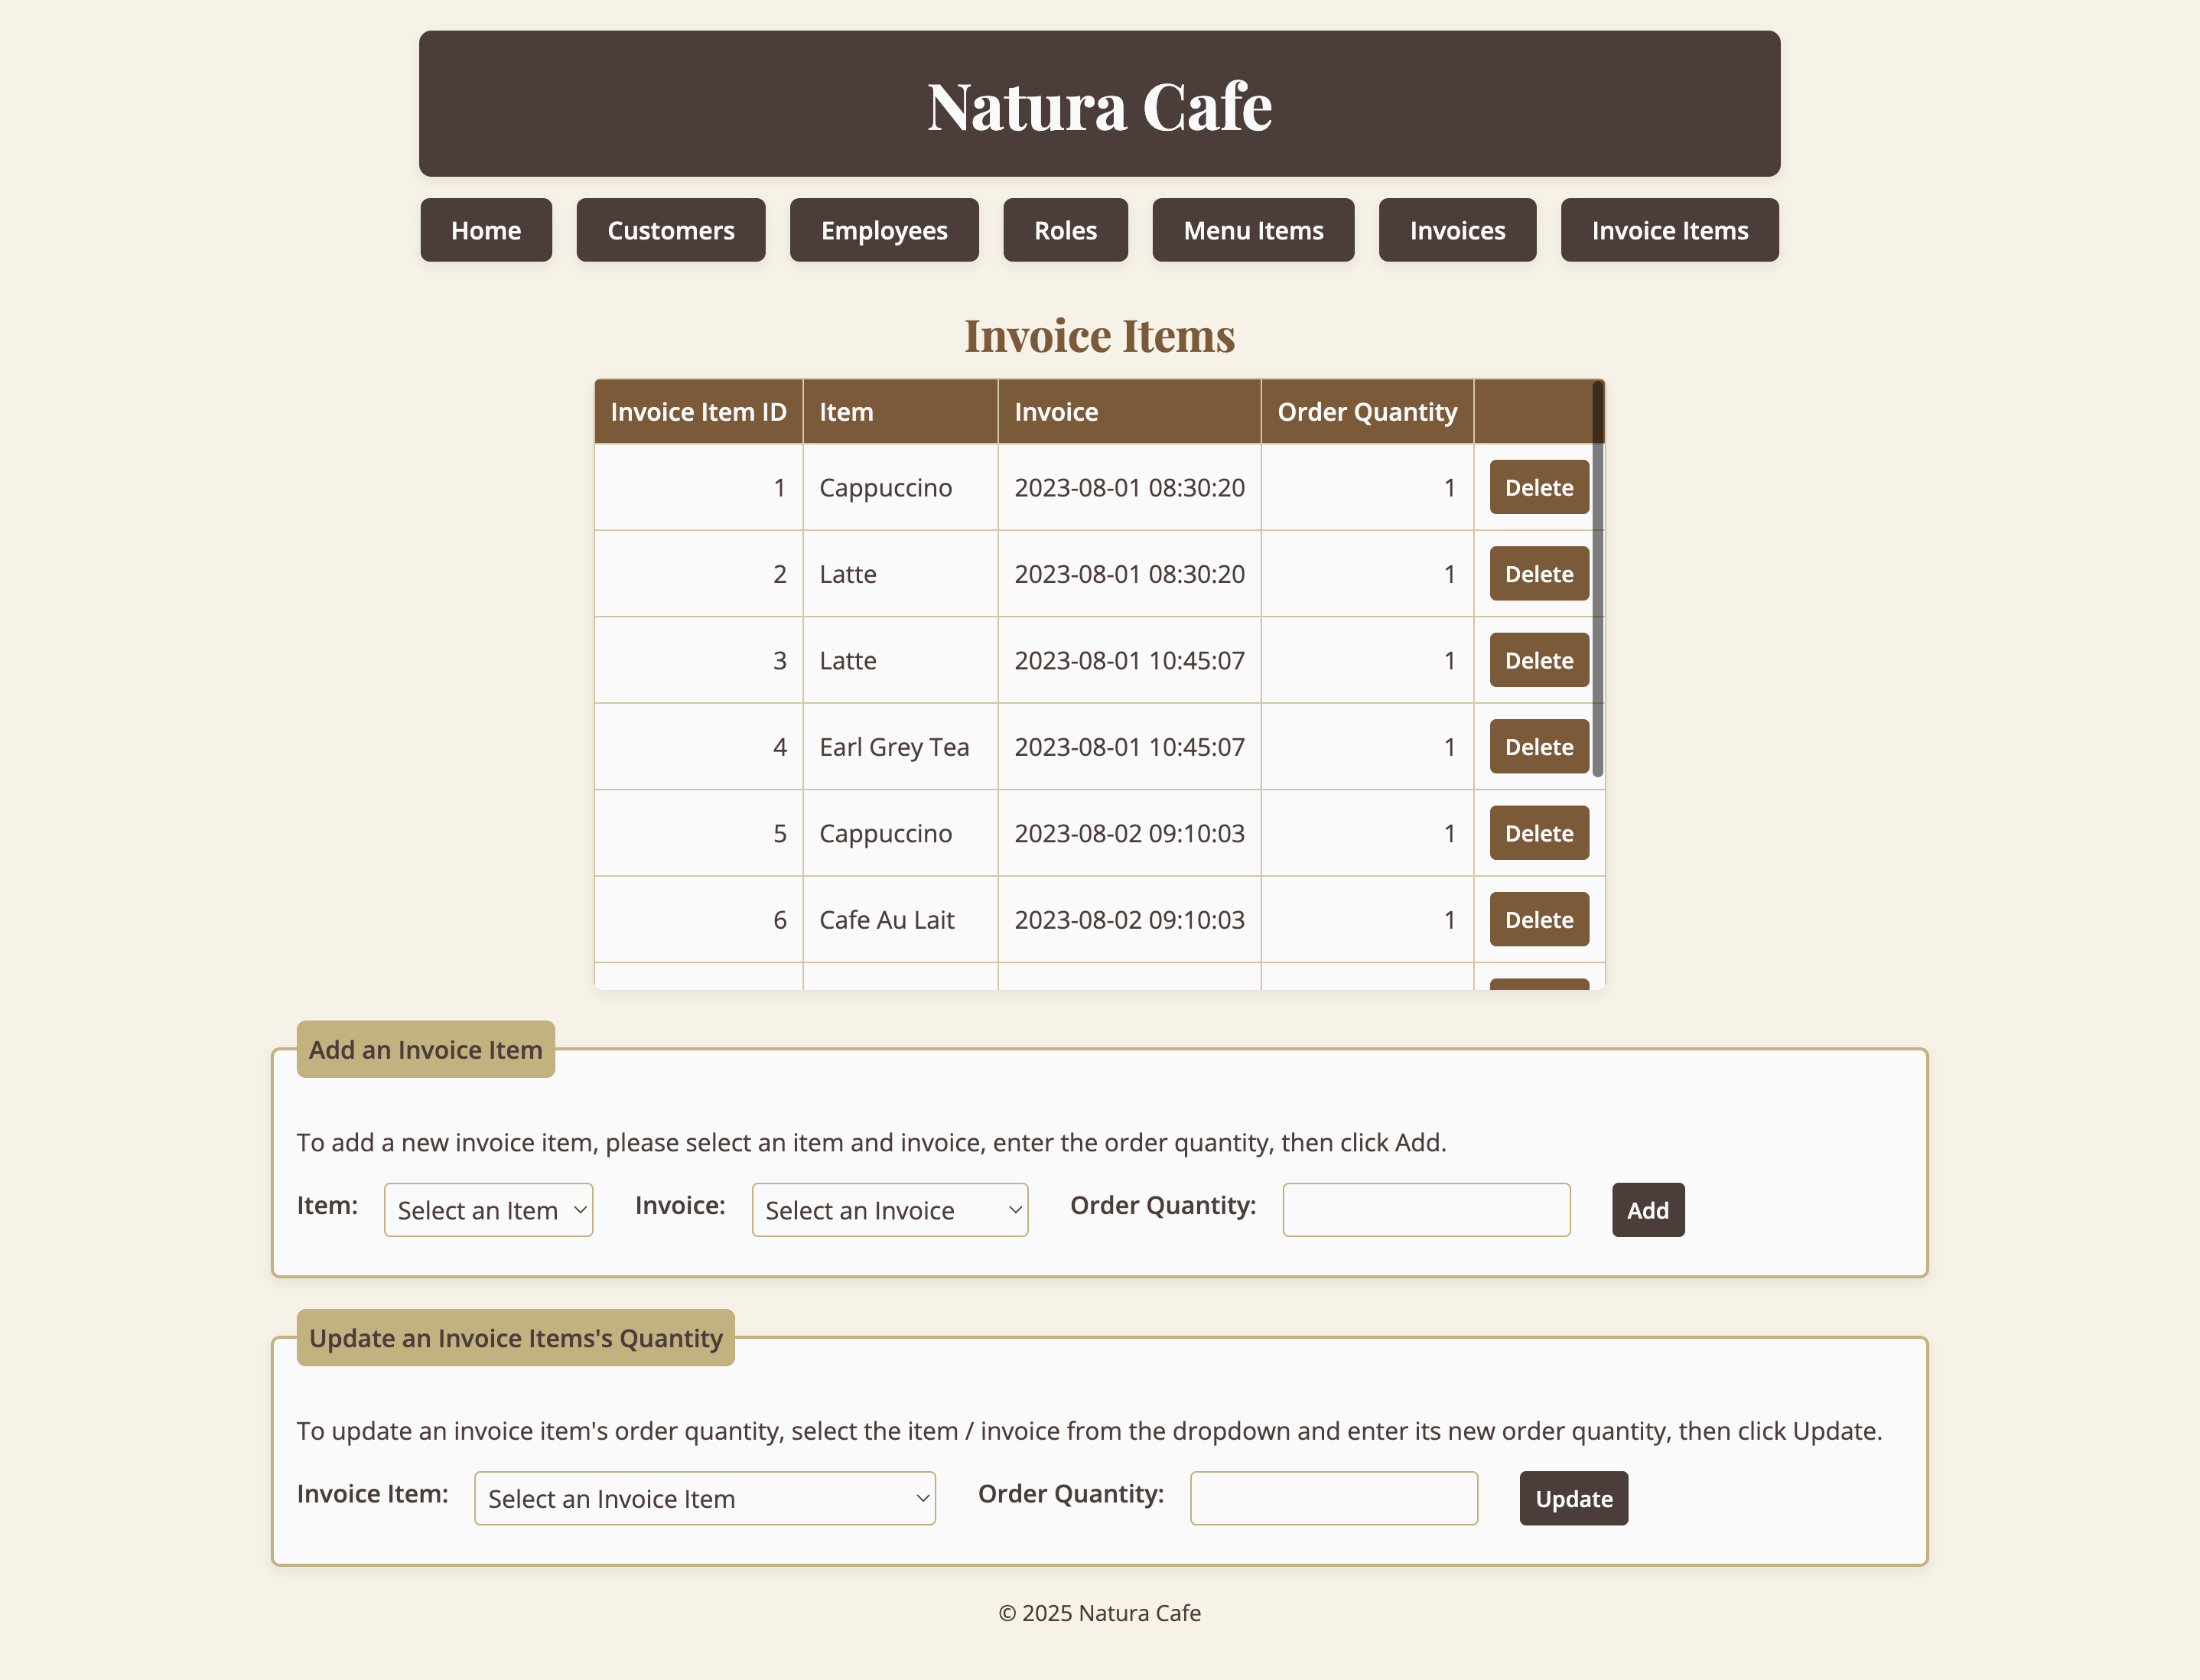 Natura Cafe
Home Customers Employees Roles Menu Items Invoices Invoice Items
Invoice Items
Invoice Item ID Item Invoice Order Quantity
1 Cappuccino 2023-08-01 08:30:20 1 Delete
2 Latte 2023-08-01 08:30:20 1 Delete
3 Latte 2023-08-01 10:45:07 1 Delete
4 Earl Grey Tea 2023-08-01 10:45:07 1 Delete
5 Cappuccino 2023-08-02 09:10:03 1 Delete
6 Cafe Au Lait 2023-08-02 09:10:03 1 Delete
Add an Invoice Item
To add a new invoice item, please select an item and invoice, enter the order quantity, then click Add.
Item: Select an Item Invoice: Select an Invoice Order Quantity: Add
Update an Invoice Items's Quantity
To update an invoice item's order quantity, select the item / invoice from the dropdown and enter its new order quantity, then click Update.
Invoice Item: Select an Invoice Item Order Quantity: Update
© 2025 Natura Cafe